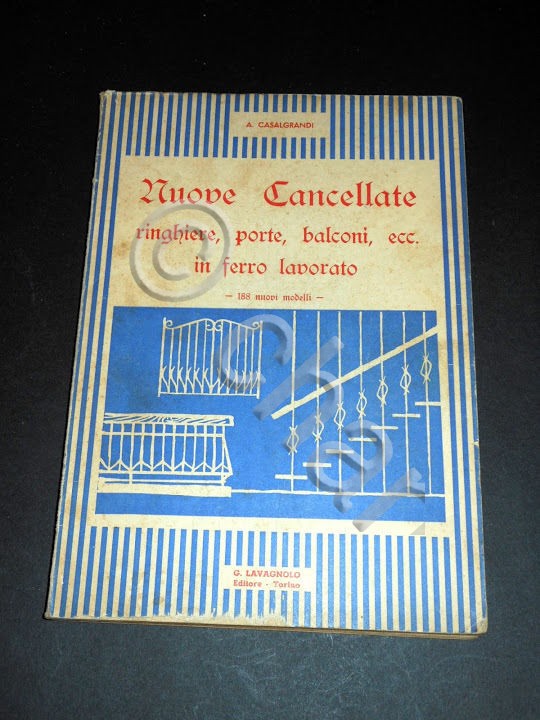 A. CASALGRANDI
Nuove Cancellate
ringhiere, porte, balconi, ecc.
in ferro lavorato
— 188 nuovi modelli —
G. LAVAGNOLO
Editore - Torino
©